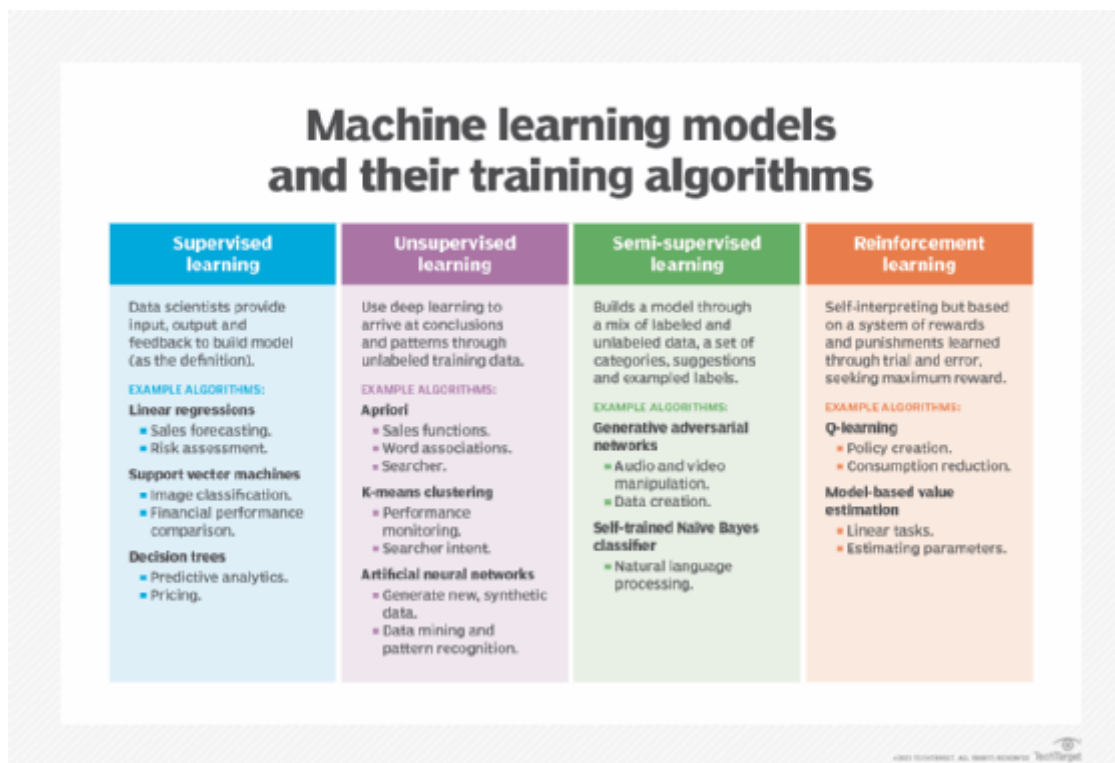 Machine learning models
and their training algorithms
Supervised
learning
Data scientists provide
input, output and
feedback to build model
(as the definition).
EXAMPLE ALGORITHMS:
Linear regressions
Sales forecasting.
Risk assessment.
Support vector machines
Image classification.
Financial performance
comparison.
Decision trees
Predictive analytics.
Pricing.
Unsupervised
learning
Use deep learning to
arrive at conclusions
and patterns through
unlabeled training data.
EXAMPLE ALGORITHMS:
Apriori
Sales functions.
Word associations.
Searcher.
K-means clustering
Performance
monitoring.
Searcher intent.
Artificial neural networks
Generate new, synthetic
data.
Data mining and
pattern recognition.
Semi-supervised
learning
Builds a model through
a mix of labeled and
unlabeled data, a set of
categories, suggestions
and exampled labels.
EXAMPLE ALGORITHMS:
Generative adversarial
networks
Audio and video
manipulation.
Data creation.
Self-trained Naïve Bayes
classifier
Natural language
processing.
Reinforcement
learning
Self-interpreting but based
on a system of rewards
and punishments learned
through trial and error,
seeking maximum reward.
EXAMPLE ALGORITHMS:
Q-learning
Policy creation.
Consumption reduction.
Model-based value
estimation
Linear tasks.
Estimating parameters.
TECHTARGET. ALL RIGHTS RESERVED TechTarget